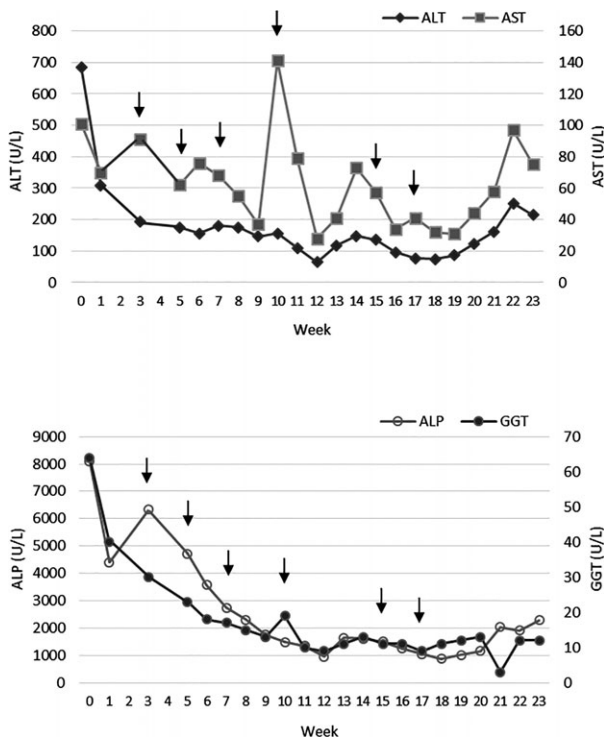 ALT AST
800 160
700 140
600 120
500 100
400 80
300 60
200 40
100 20
0 0
ALT (U/L)
AST (U/L)
0 1 2 3 4 5 6 7 8 9 10 11 12 13 14 15 16 17 18 19 20 21 22 23
Week
ALP GGT
9000 70
8000 60
7000 50
6000 40
5000 30
4000 20
3000 10
2000 0
1000
0
ALP (U/L)
GGT (U/L)
0 1 2 3 4 5 6 7 8 9 10 11 12 13 14 15 16 17 18 19 20 21 22 23
Week